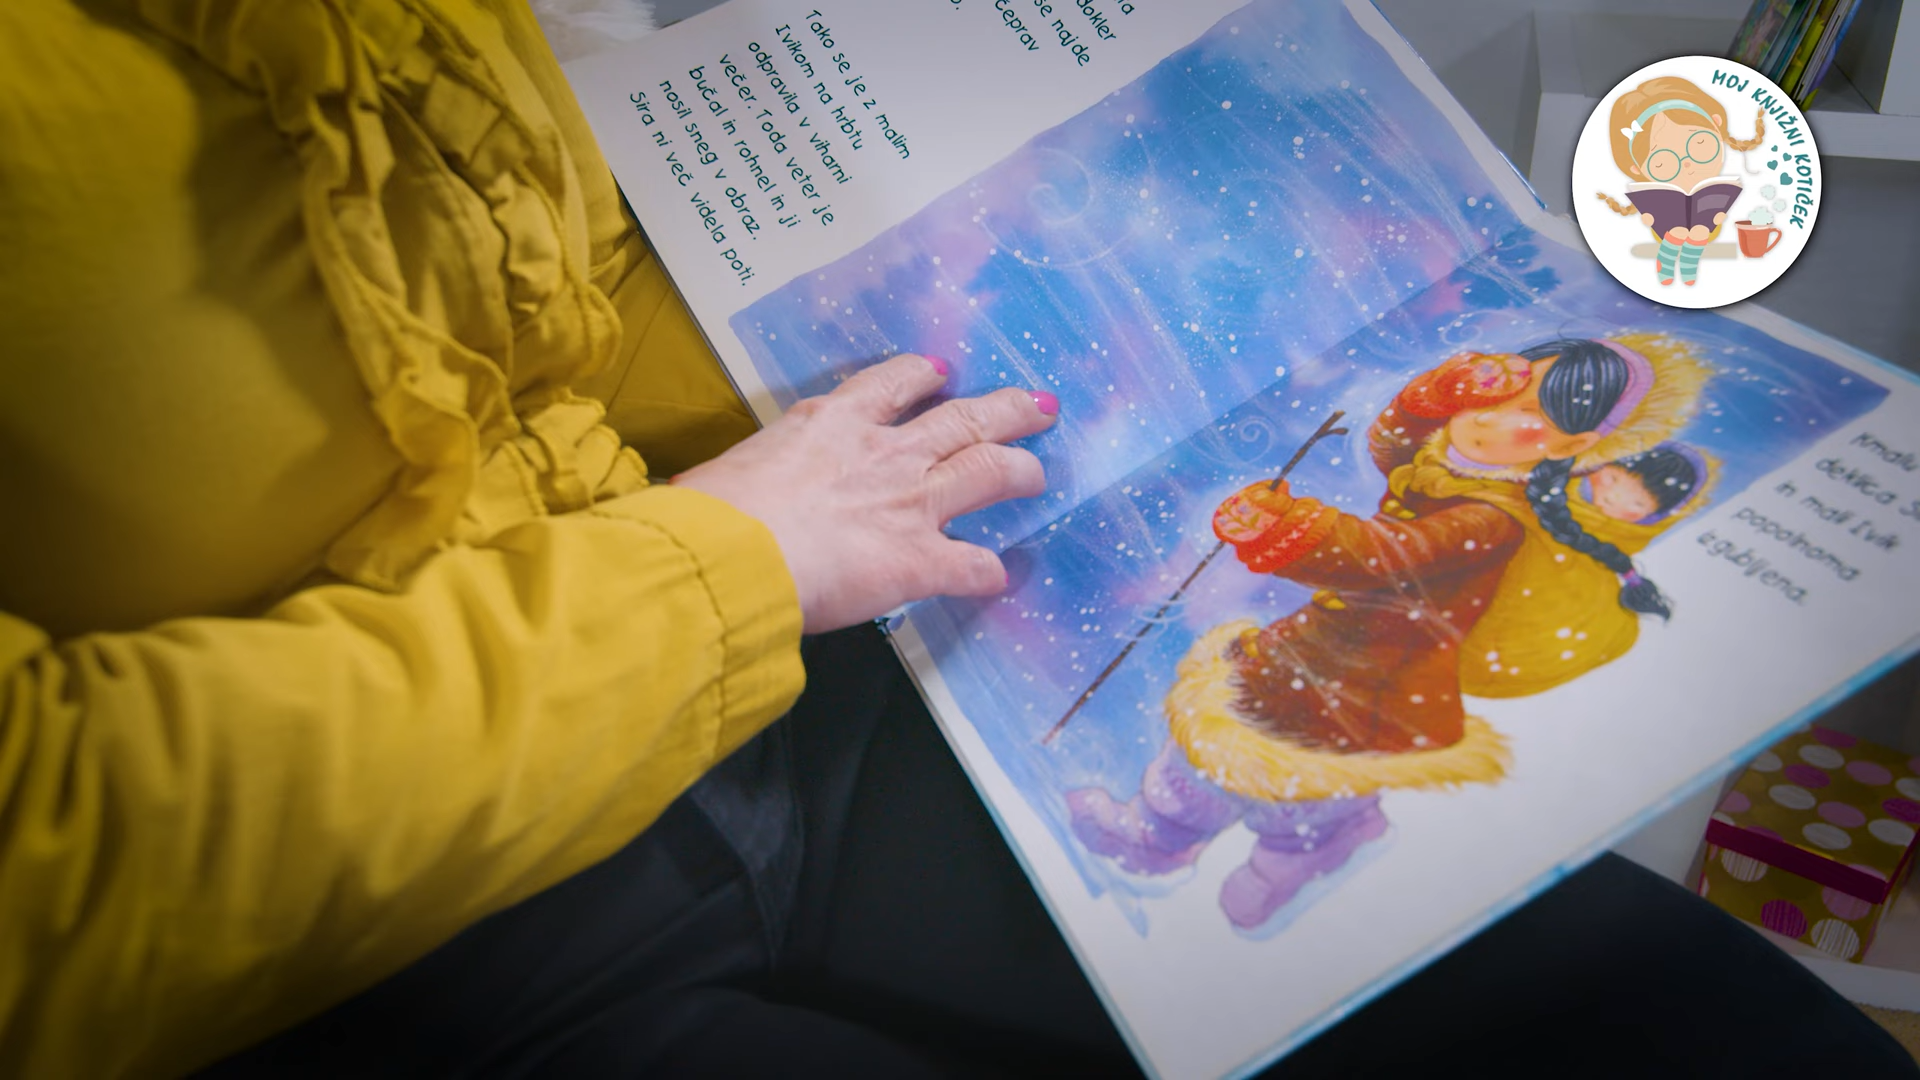 dokler
se najde
čeprav
Tako se je z malim
Ivikom na hrbtu
odpravila v viharni
večer. Toda veter je
bučal in rohnel in ji
nosil sneg v obraz.
Sira ni več videla poti.
Kmalu
deklica
in mali Ivik
popolnoma
izgubljena.
MOJ KNJIŽNI KOTIČEK